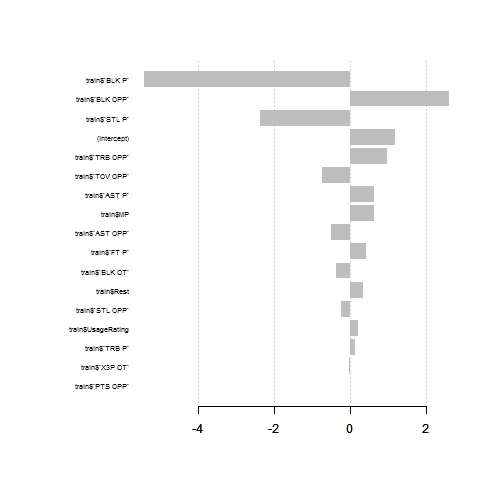 train$`BLK P`
train$`BLK OPP`
train$`STL P`
(Intercept)
train$`TRB OPP`
train$`TOV OPP`
train$`AST P`
train$MP
train$`AST OPP`
train$`FT P`
train$`BLK OT`
train$Rest
train$`STL OPP`
train$UsageRating
train$`TRB P`
train$`X3P OT`
train$`PTS OPP`
-4 -2 0 2